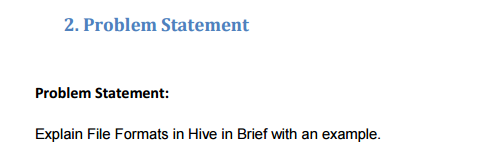 2. Problem Statement
Problem Statement:
Explain File Formats in Hive in Brief with an example.